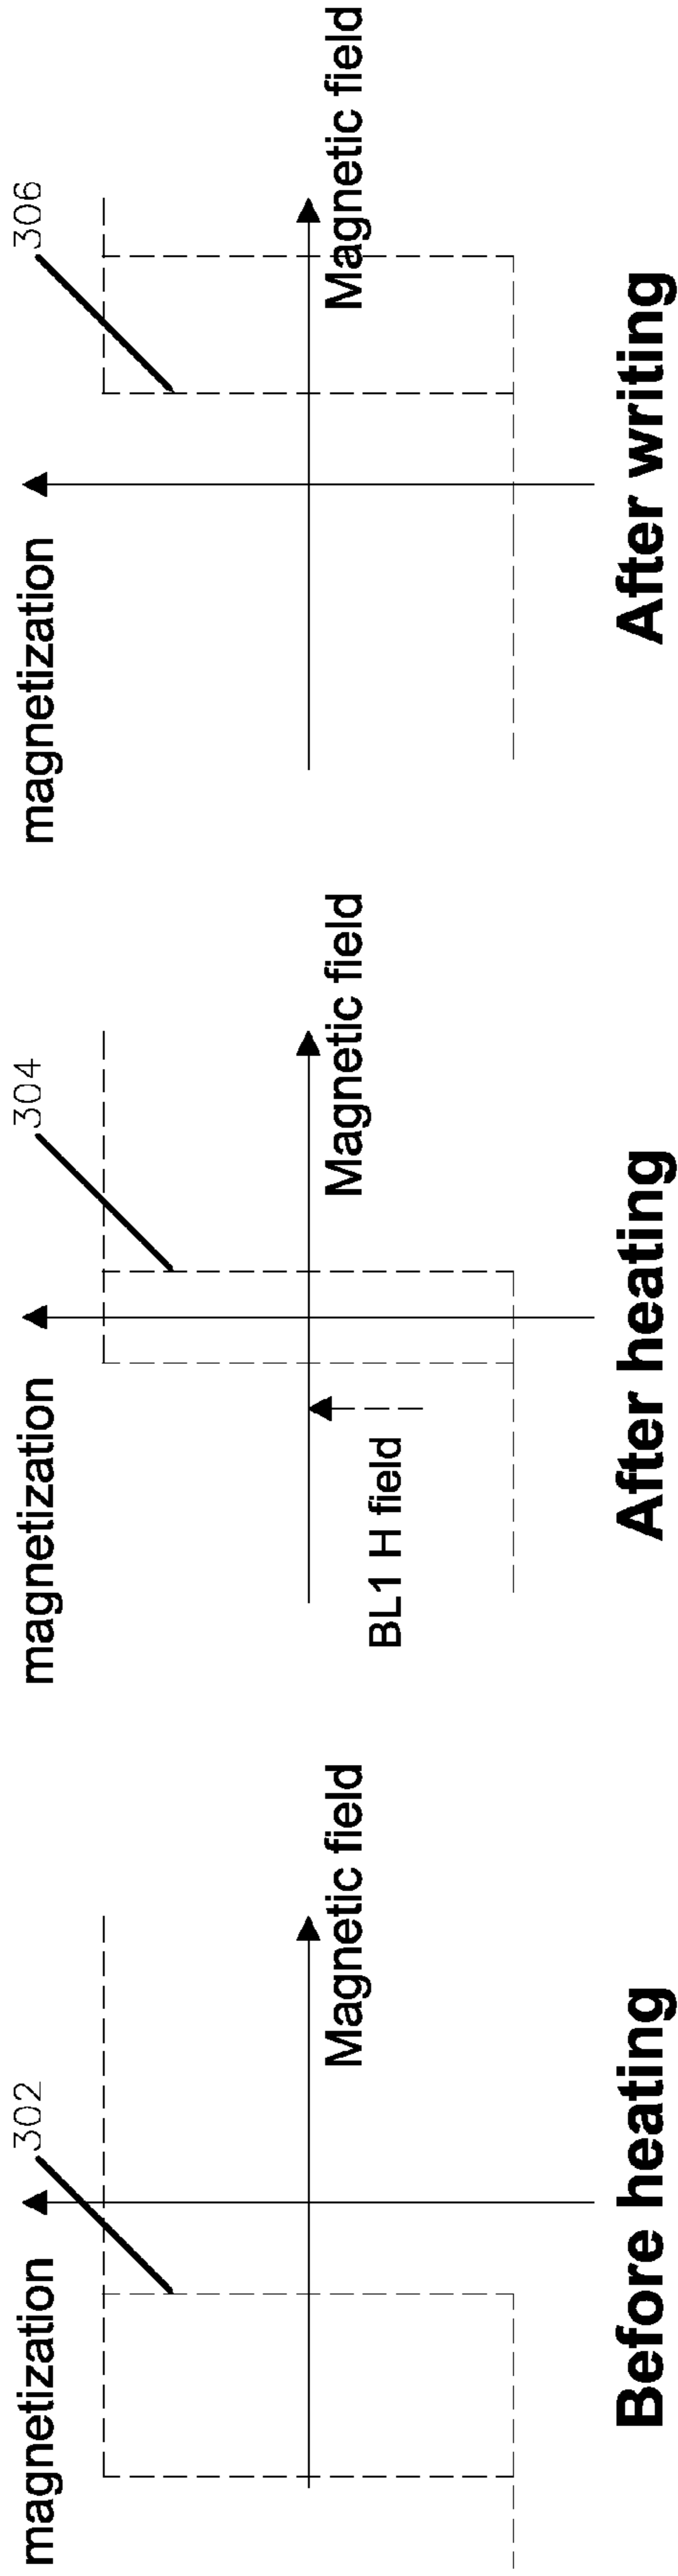 magnetization
302
Magnetic field
Before heating
magnetization
304
Magnetic field
BL1 H field
After heating
magnetization
306
Magnetic field
After writing